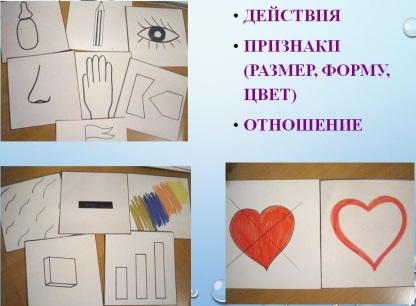 • ДЕЙСТВИЯ
• ПРИЗНАКИ
(РАЗМЕР, ФОРМУ,
ЦВЕТ)
• ОТНОШЕНИЕ